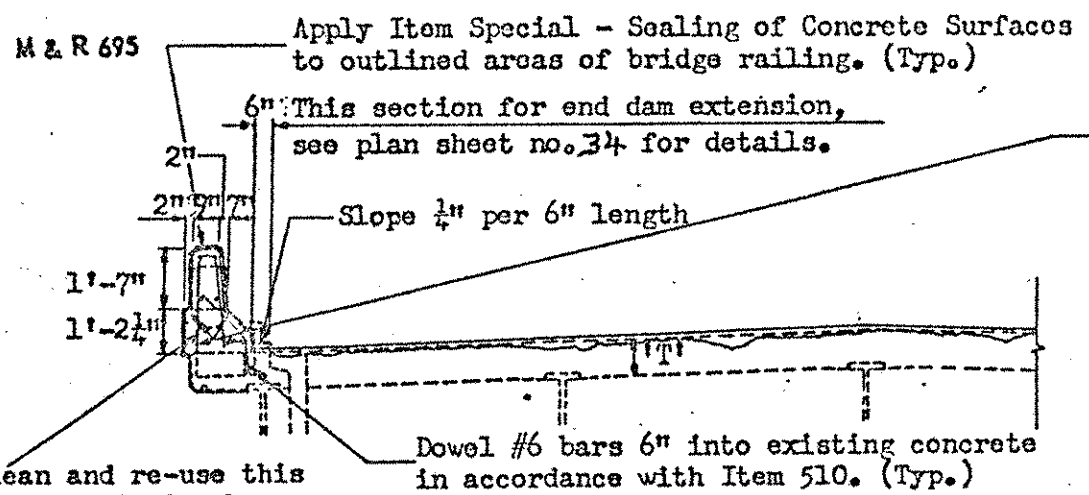 M & R 695
Apply Item Special - Sealing of Concrete Surfaces
to outlined areas of bridge railing. (Typ.)
6" This section for end dam extension,
see plan sheet no. 34 for details.
2"
2" 9" 7"
Slope ¼" per 6" length
1'-7"
1'-2¼"
"T"
Dowel #6 bars 6" into existing concrete
in accordance with Item 510. (Typ.)
ean and re-use this